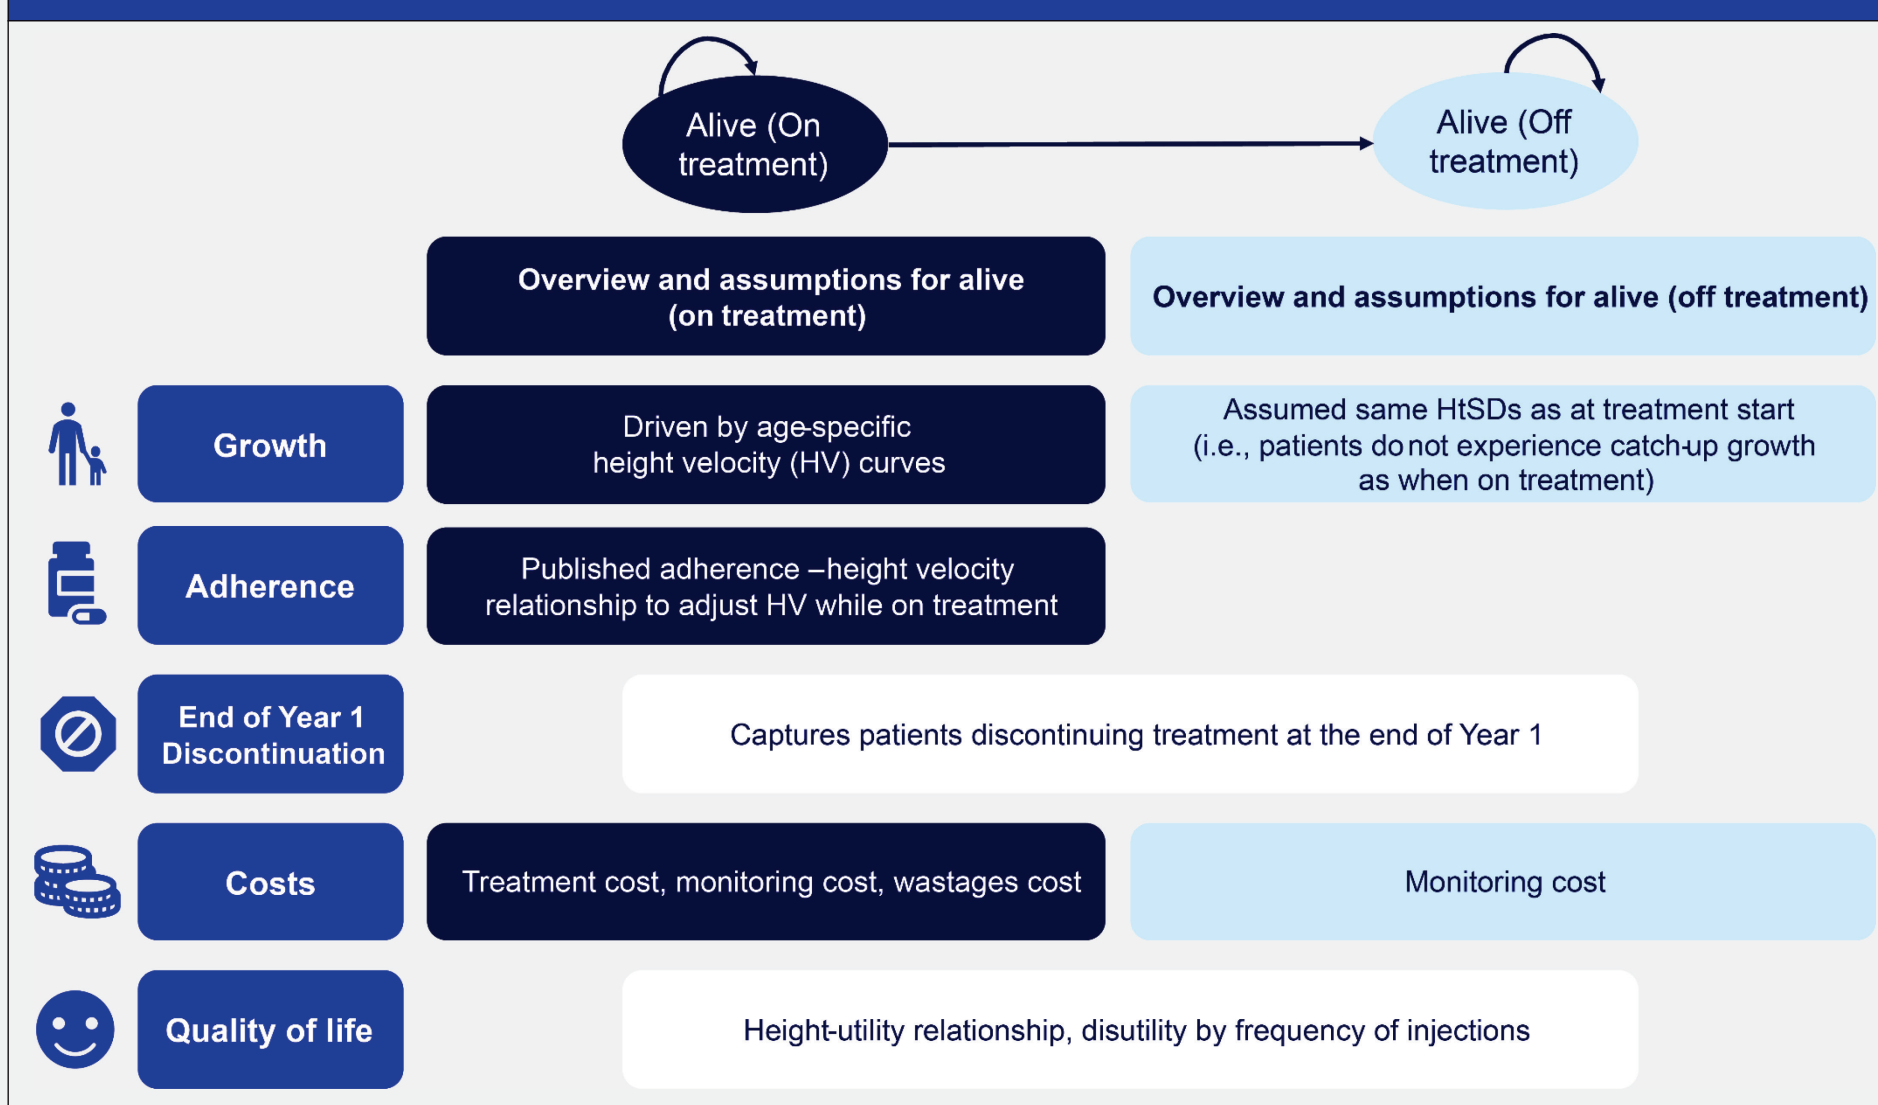 Alive (On
treatment)
Alive (Off
treatment)
Overview and assumptions for alive
(on treatment)
Overview and assumptions for alive (off treatment)
Growth
Driven by age-specific
height velocity (HV) curves
Assumed same HtSDs as at treatment start
(i.e., patients do not experience catch-up growth
as when on treatment)
Adherence
Published adherence –height velocity
relationship to adjust HV while on treatment
End of Year 1
Discontinuation
Captures patients discontinuing treatment at the end of Year 1
Costs
Treatment cost, monitoring cost, wastages cost
Monitoring cost
Quality of life
Height-utility relationship, disutility by frequency of injections